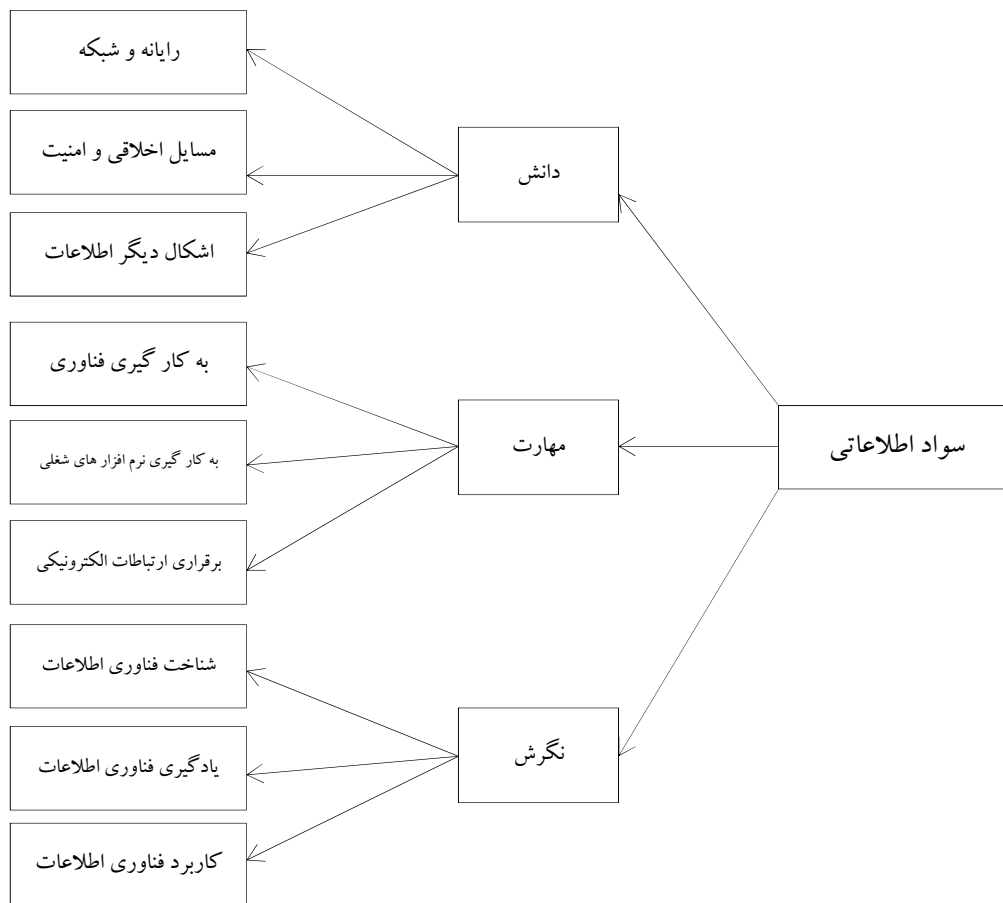 سواد اطلاعاتی
دانش
رایانه و شبکه
مسایل اخلاقی و امنیت
اشکال دیگر اطلاعات
مهارت
به کار گیری فناوری
به کار گیری نرم افزار های شغلی
برقراری ارتباطات الکترونیکی
نگرش
شناخت فناوری اطلاعات
یادگیری فناوری اطلاعات
کاربرد فناوری اطلاعات